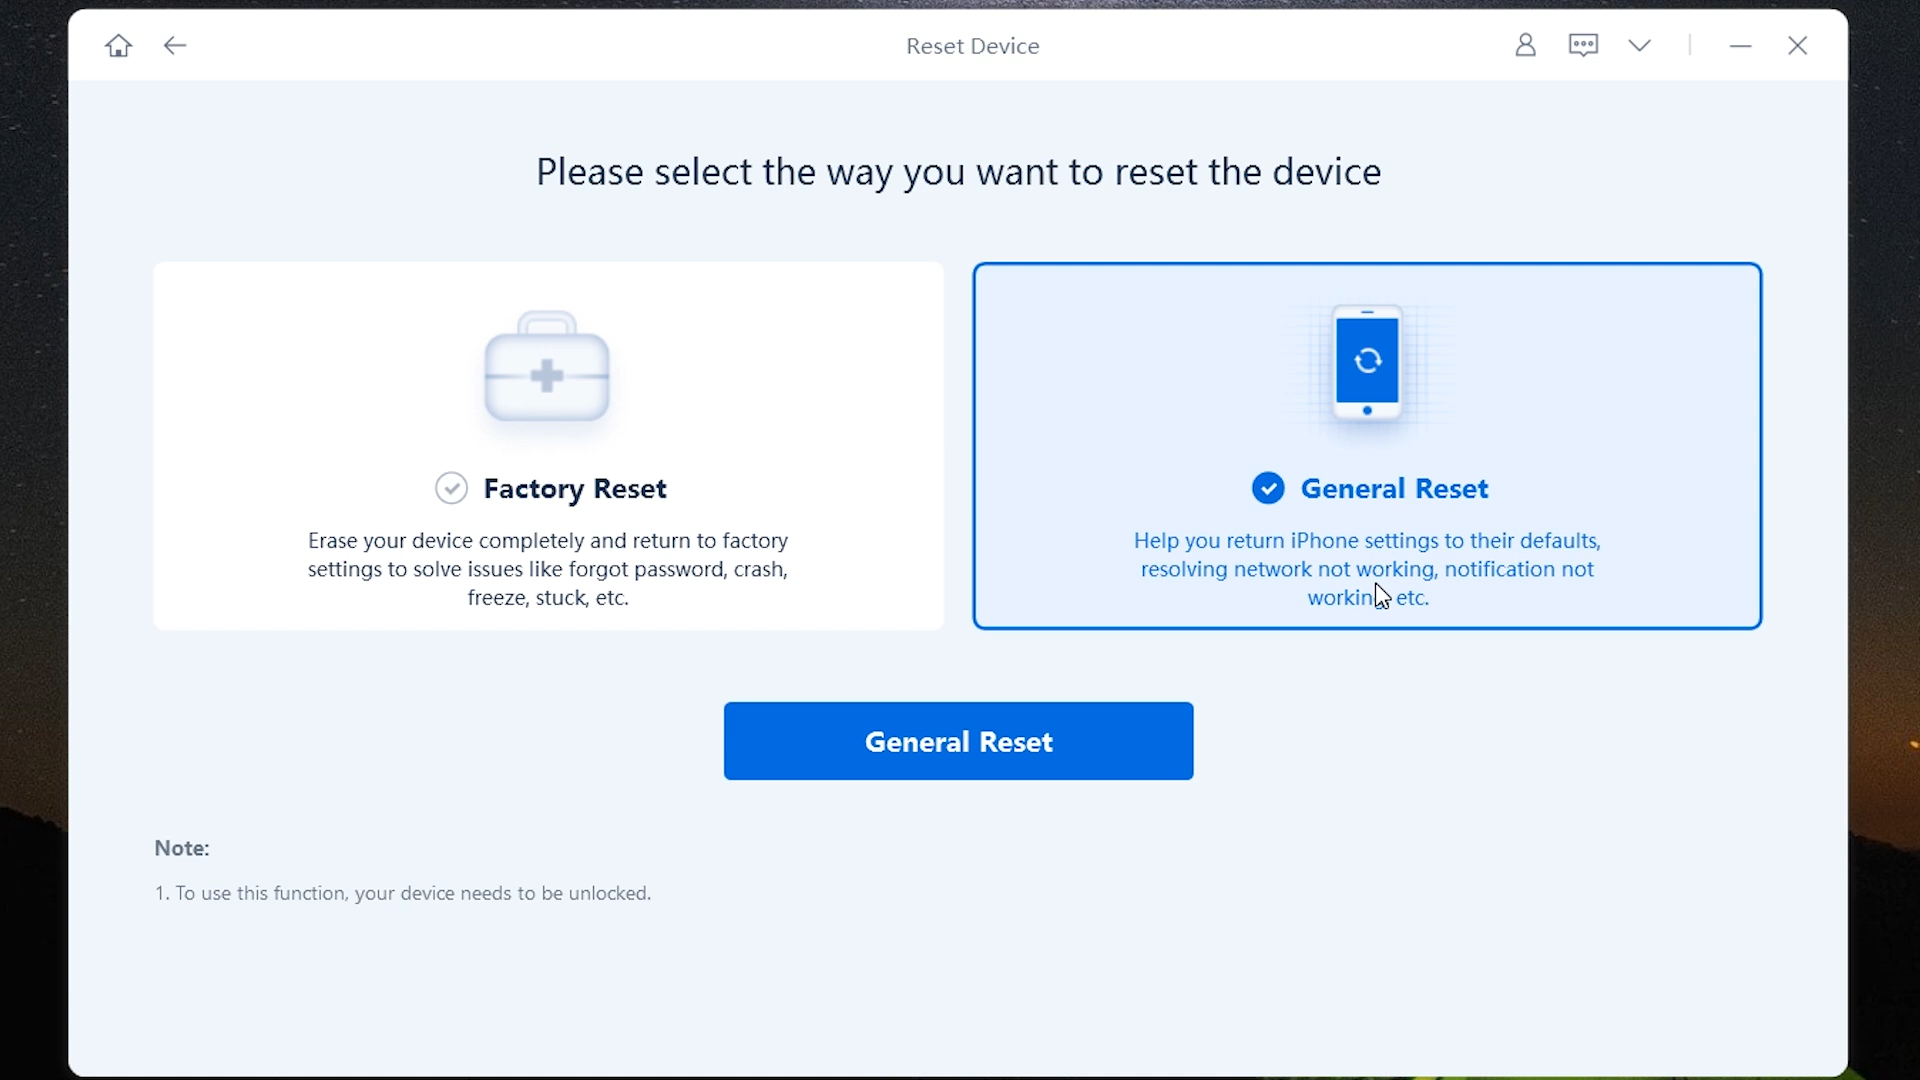 Reset Device
Please select the way you want to reset the device
Factory Reset
Erase your device completely and return to factory
settings to solve issues like forgot password, crash,
freeze, stuck, etc.
General Reset
Help you return iPhone settings to their defaults,
resolving network not working, notification not
working, etc.
General Reset
Note:
1. To use this function, your device needs to be unlocked.